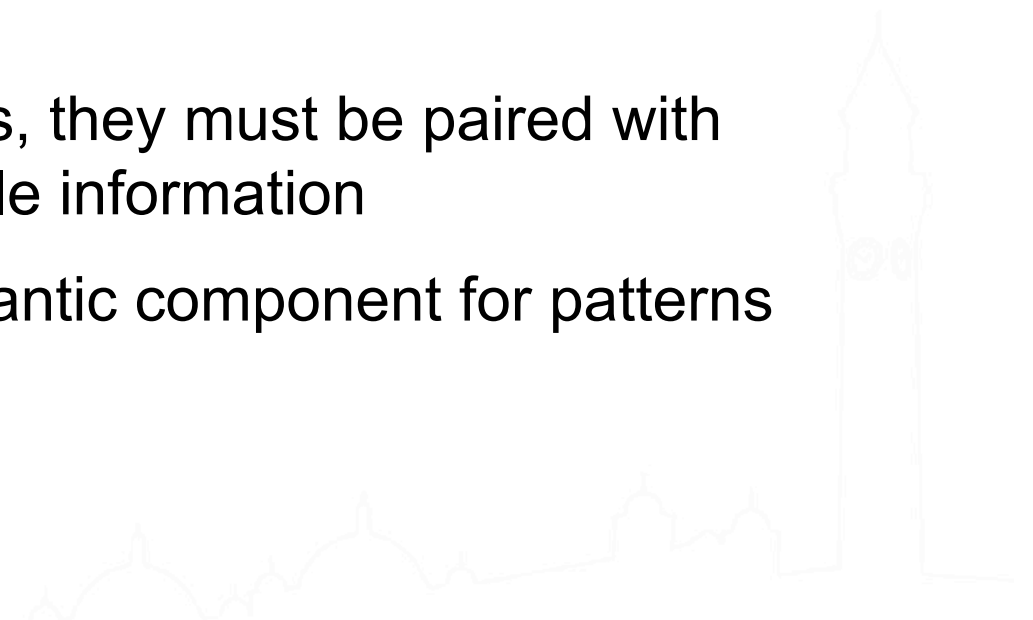 s, they must be paired with
le information
antic component for patterns